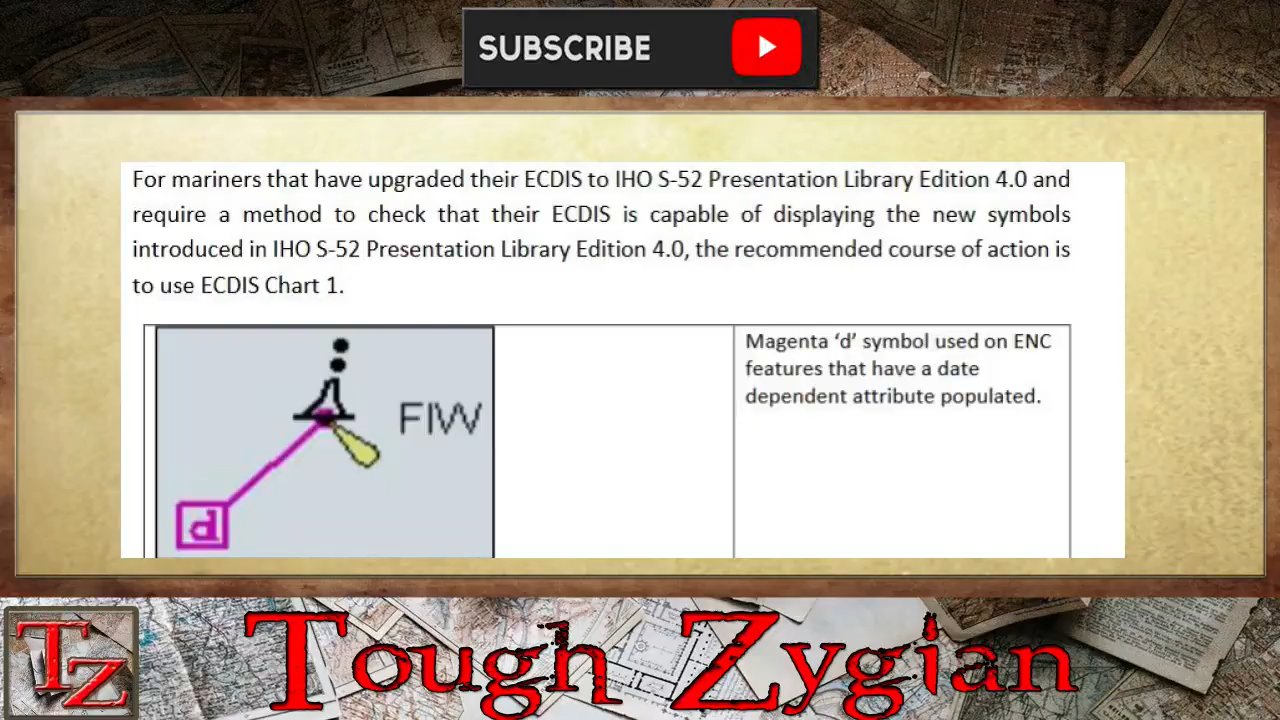 SUBSCRIBE
For mariners that have upgraded their ECDIS to IHO S-52 Presentation Library Edition 4.0 and
require a method to check that their ECDIS is capable of displaying the new symbols
introduced in IHO S-52 Presentation Library Edition 4.0, the recommended course of action is
to use ECDIS Chart 1.
Magenta ‘d’ symbol used on ENC
features that have a date
dependent attribute populated.
FlW
d
TZ
Tough Zygian